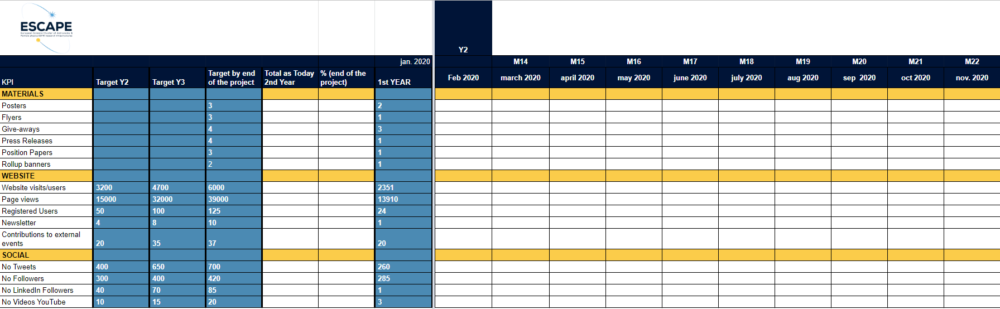 ESCAPE
European Science Cluster of Astronomy &
Particle physics ESFRI research infrastructures
Y2
jan. 2020 M14 M15 M16 M17 M18 M19 M20 M21 M22
KPI Target Y2 Target Y3 Target by end of the project Total as Today 2nd Year % (end of the project) 1st YEAR Feb 2020 march 2020 april 2020 may 2020 june 2020 july 2020 aug 2020 sep 2020 oct 2020 nov. 2020
MATERIALS
Posters 3 2
Flyers 3 1
Give-aways 4 3
Press Releases 4 1
Position Papers 3 1
Rollup banners 2 1
WEBSITE
Website visits/users 3200 4700 6000 2351
Page views 15000 32000 39000 13910
Registered Users 50 100 125 24
Newsletter 4 8 10 1
Contributions to external
events 20 35 37 20
SOCIAL
No Tweets 400 650 700 260
No Followers 300 400 420 285
No LinkedIn Followers 40 70 85 1
No Videos YouTube 10 15 20 3